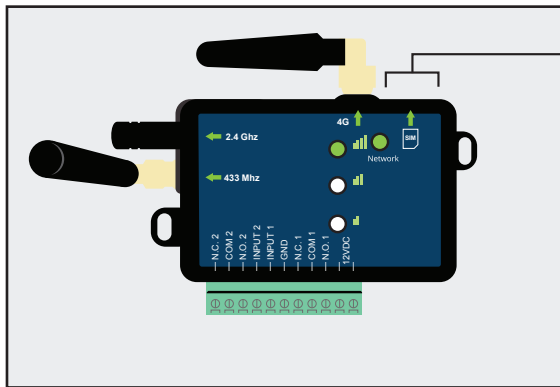 4G
SIM
2.4 Ghz
Network
433 Mhz
N.C. 2
COM 2
N.O. 2
INPUT 2
INPUT 1
GND
N.C. 1
COM 1
N.O. 1
12VDC